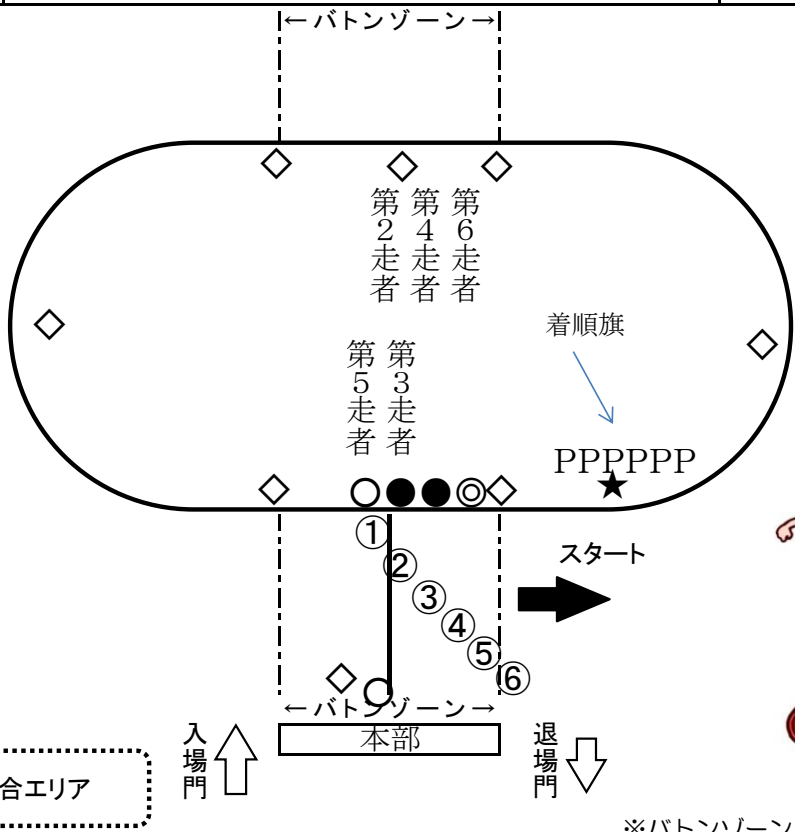 ←バトンゾーン→
第2走者
第4走者
第6走者
着順旗
第5走者
第3走者
PPPPPP
①
②
③
④
⑤
⑥
スタート
←バトンゾーン→
本部
入場門
退場門
合エリア
※バトンゾーン